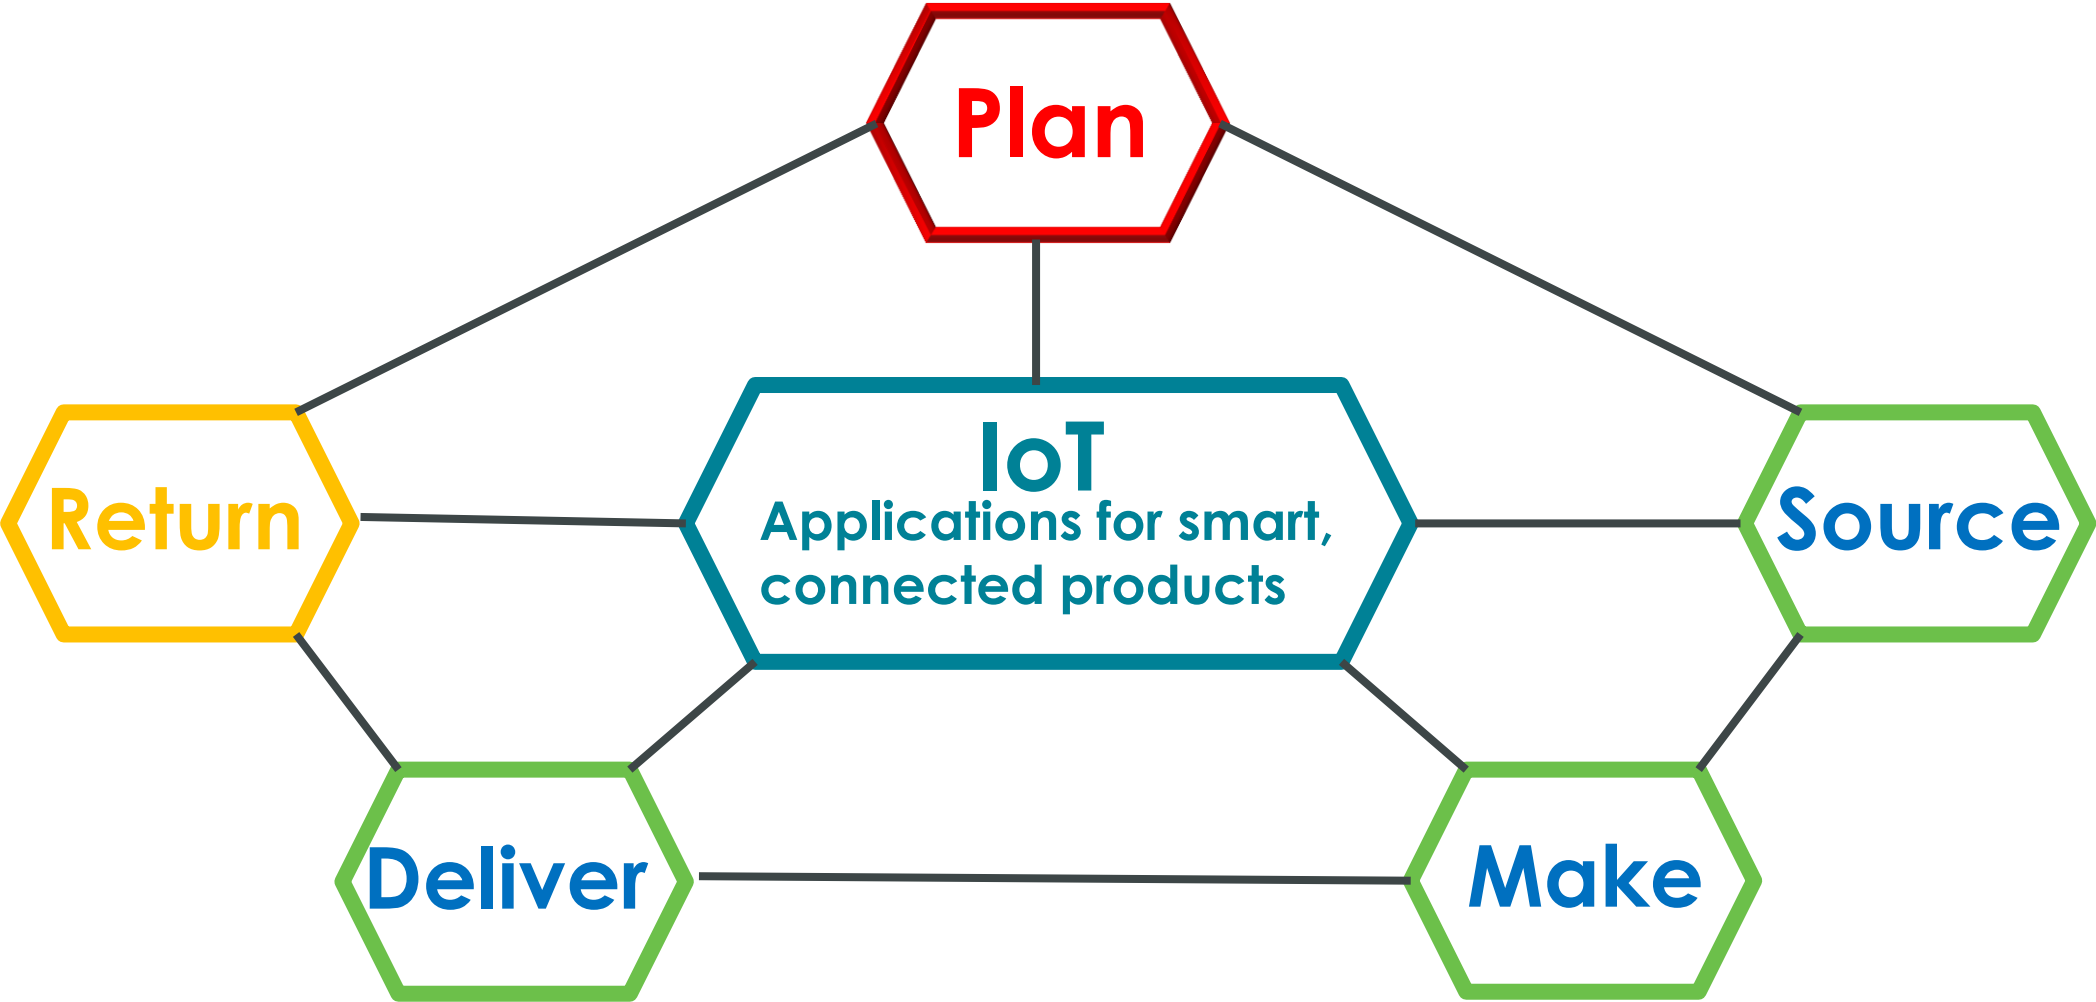 Plan
Return
IoT
Applications for smart,
connected products
Source
Deliver
Make